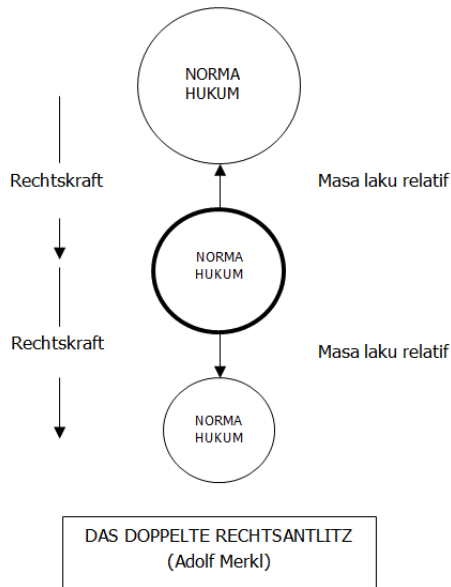 NORMA
HUKUM
Rechtskraft
Masa laku relatif
NORMA
HUKUM
Rechtskraft
Masa laku relatif
NORMA
HUKUM
DAS DOPPELTE RECHTSANTLITZ
(Adolf Merkl)